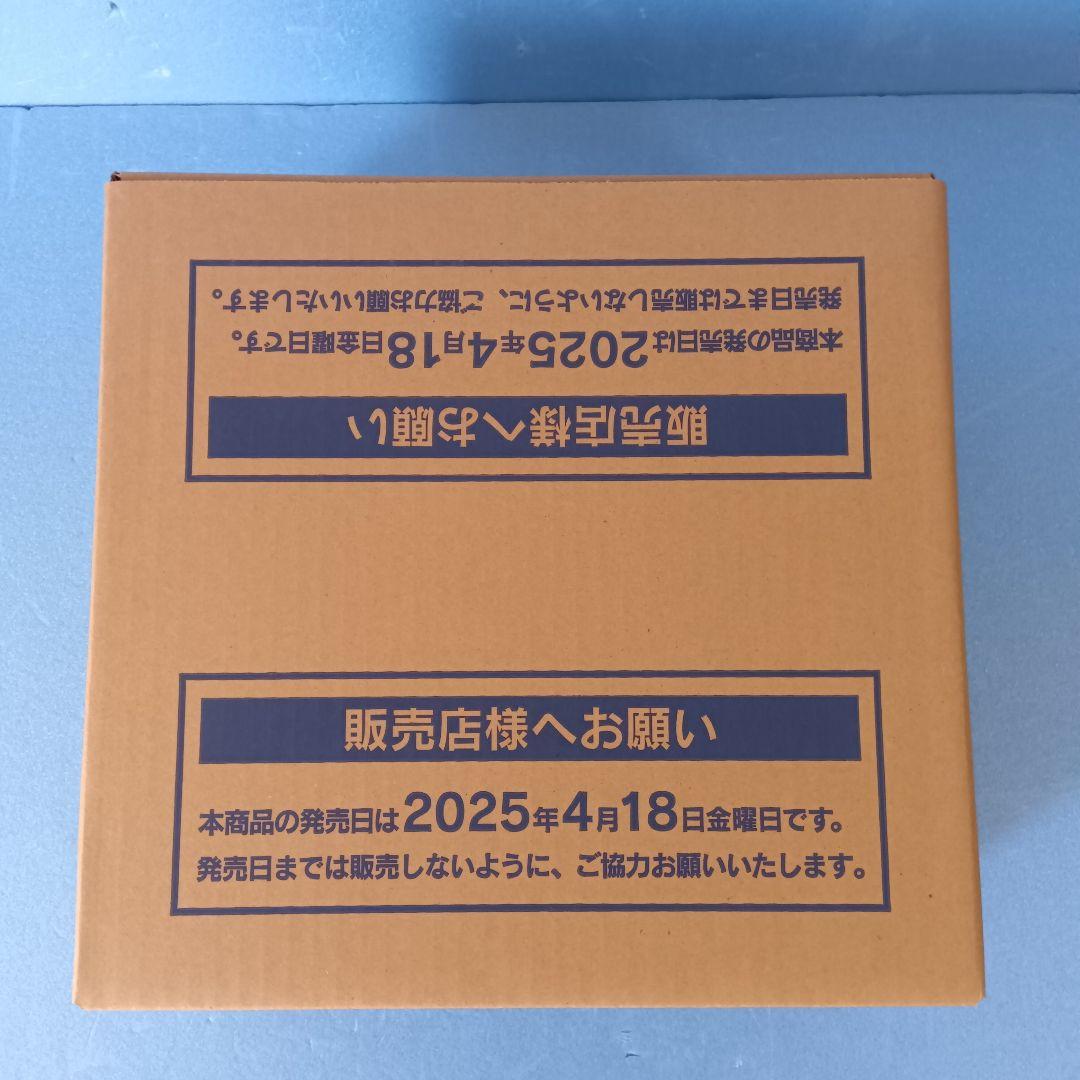 発売日までは販売しないように、ご協力お願いいたします。
本商品の発売日は2025年4月18日金曜日です。
販売店様へお願い
販売店様へお願い
本商品の発売日は2025年4月18日金曜日です。
発売日までは販売しないように、ご協力お願いいたします。